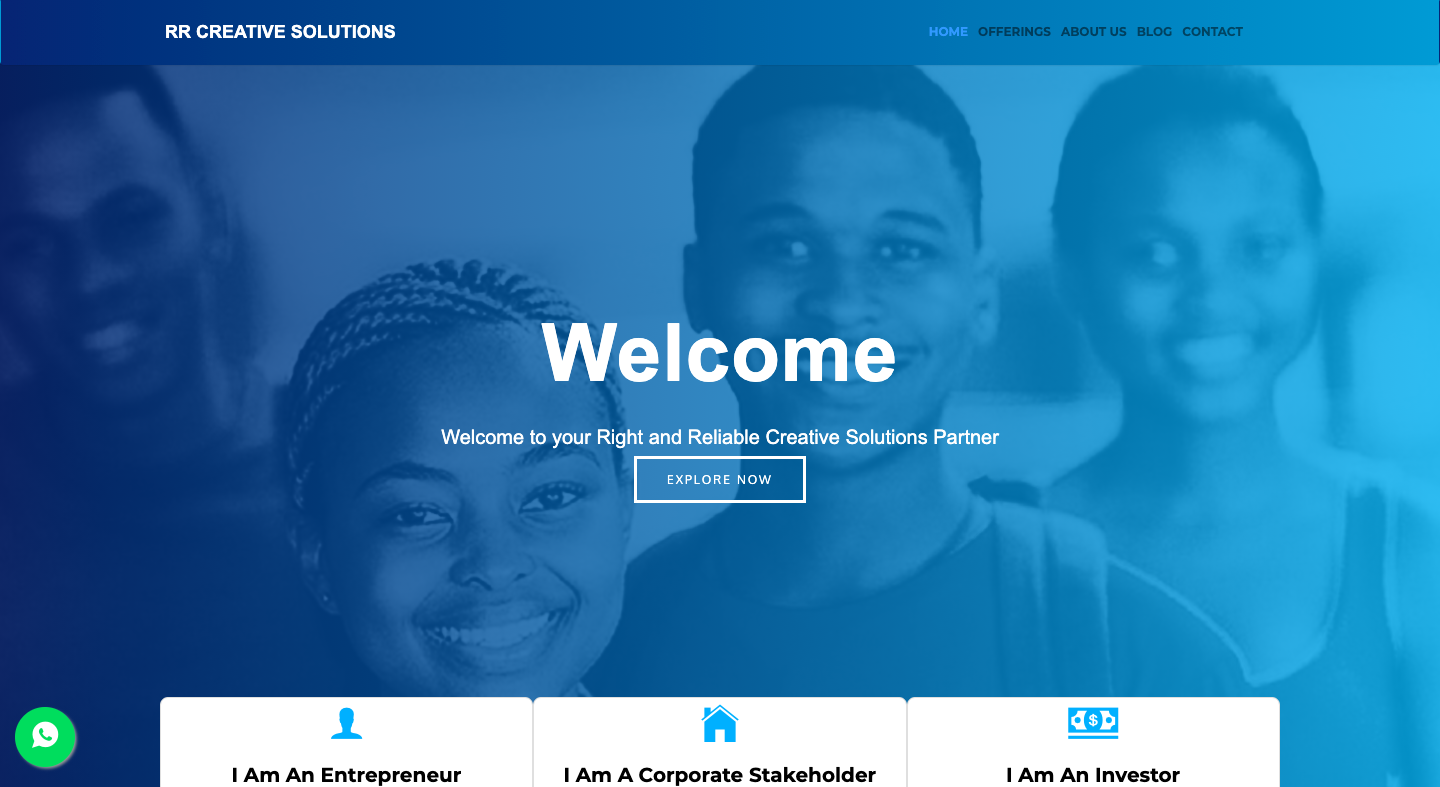 RR CREATIVE SOLUTIONS
HOME OFFERINGS ABOUT US BLOG CONTACT
Welcome
Welcome to your Right and Reliable Creative Solutions Partner
EXPLORE NOW
$
I Am An Entrepreneur
I Am A Corporate Stakeholder
I Am An Investor